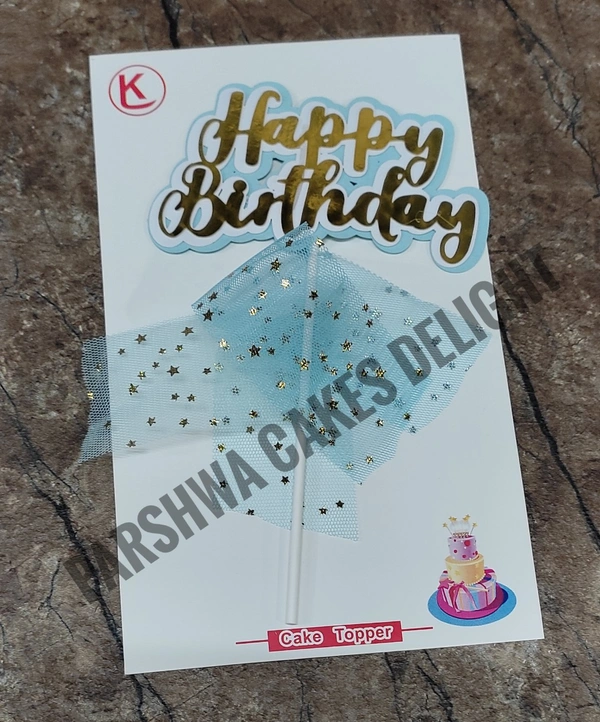 K
Happy
Birthday
PARSHWA CAKES DELIGHT
Cake Topper